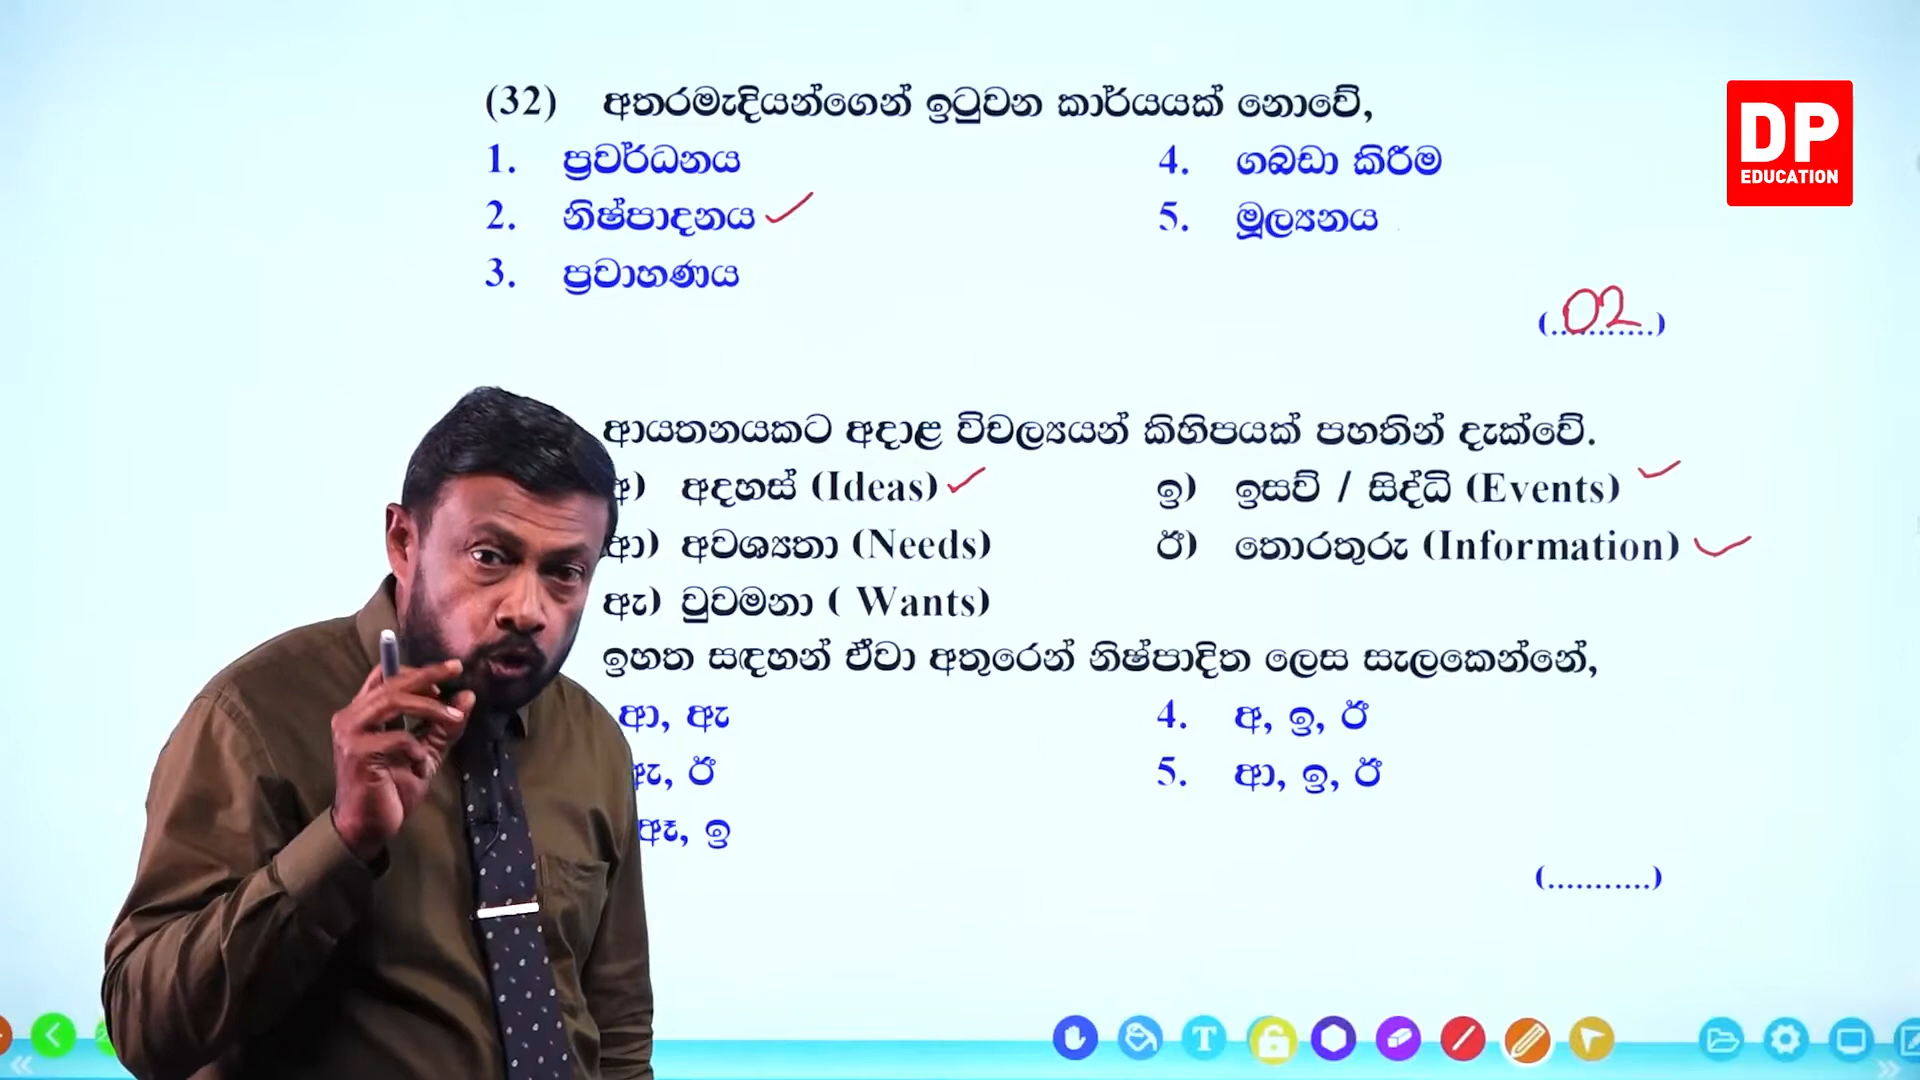 (32) අතරමැදියන්ගෙන් ඉටුවන කාර්යයක් නොවේ,
1. ප්‍රවර්ධනය
2. නිෂ්පාදනය
3. ප්‍රවාහණය
4. ගබඩා කිරීම
5. මූල්‍යනය
(...02...)
DP
EDUCATION
ආයතනයකට අදාළ විචල්‍යයන් කිහිපයක් පහතින් දැක්වේ.
අ) අදහස් (Ideas)
ආ) අවශ්‍යතා (Needs)
ඇ) වුවමනා ( Wants)
ඉ) ඉසව් / සිද්ධි (Events)
ඊ) තොරතුරු (Information)
ඉහත සඳහන් ඒවා අතුරෙන් නිෂ්පාදිත ලෙස සැලකෙන්නේ,
ආ, ඇ
ඇ, ඊ
ඈ, ඉ
4. අ, ඉ, ඊ
5. ආ, ඉ, ඊ
(...........)